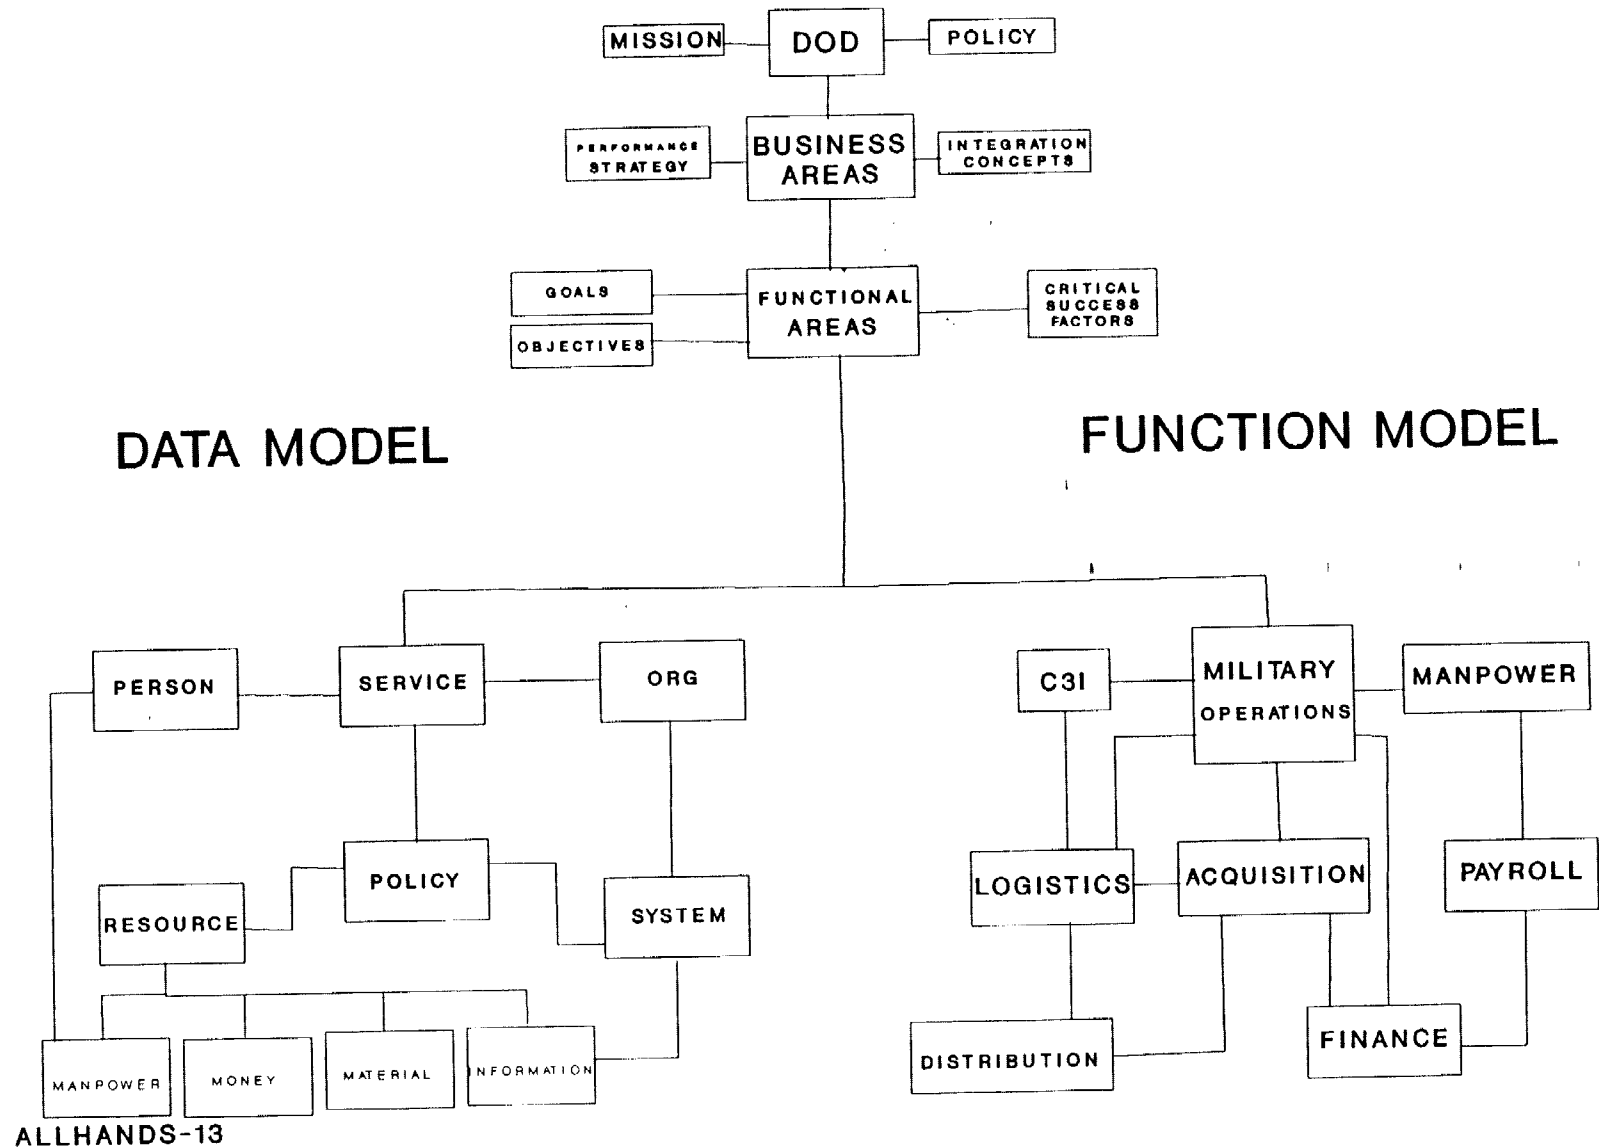 MISSION
DOD
POLICY
PERFORMANCE
STRATEGY
BUSINESS
AREAS
INTEGRATION
CONCEPTS
GOALS
OBJECTIVES
FUNCTIONAL
AREAS
CRITICAL
SUCCESS
FACTORS
DATA MODEL
FUNCTION MODEL
PERSON
SERVICE
ORG
RESOURCE
POLICY
SYSTEM
MANPOWER
MONEY
MATERIAL
INFORMATION
C3I
MILITARY
OPERATIONS
MANPOWER
LOGISTICS
ACQUISITION
PAYROLL
DISTRIBUTION
FINANCE
ALLHANDS-13